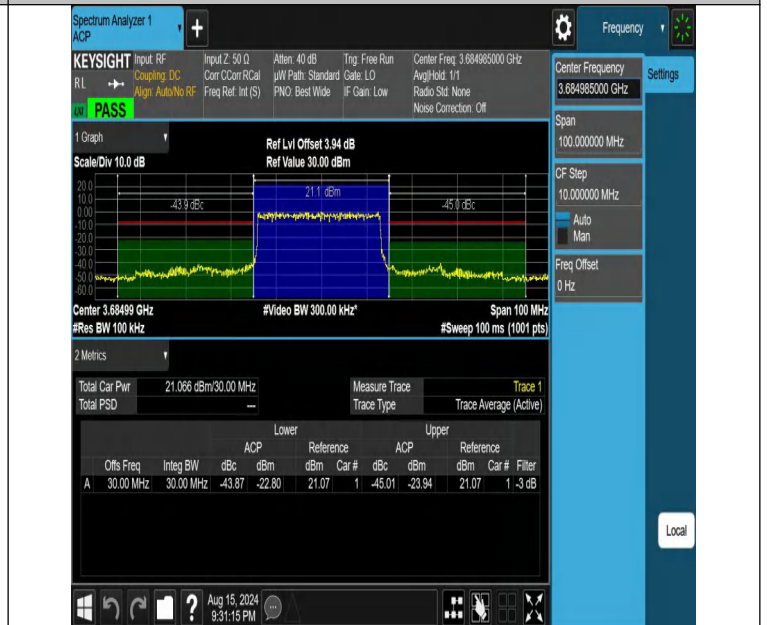 Spectrum Analyzer 1
ACP
+
Frequency
KEYSIGHT Input: RF Input Z: 50 Ω Atten: 40 dB Trig: Free Run Center Freq: 3.684985000 GHz
RL Coupling: DC Corr CCorr RCal µW Path: Standard Gate: LO Avg|Hold: 1/1
Align: Auto/No RF Freq Ref: Int (S) PNO: Best Wide IF Gain: Low Radio Std: None
PASS Noise Correction: Off
Center Frequency
3.684985000 GHz
Settings
Span
100.000000 MHz
CF Step
10.000000 MHz
Auto
Man
Freq Offset
0 Hz
1 Graph
Ref Lvl Offset 3.94 dB
Scale/Div 10.0 dB Ref Value 30.00 dBm
20.0
10.0
0.00
-10.0
-20.0
-30.0
-40.0
-50.0
-60.0
-43.9 dBc 21.1 dBm -45.0 dBc
Center 3.68499 GHz #Video BW 300.00 kHz* Span 100 MHz
#Res BW 100 kHz #Sweep 100 ms (1001 pts)
2 Metrics
Total Car Pwr 21.066 dBm/30.00 MHz Measure Trace Trace 1
Total PSD --- Trace Type Trace Average (Active)
Lower Upper
ACP Reference ACP Reference
Offs Freq Integ BW dBc dBm dBm Car # dBc dBm dBm Car # Filter
A 30.00 MHz 30.00 MHz -43.87 -22.80 21.07 1 -45.01 -23.94 21.07 1 -3 dB
Local
? Aug 15, 2024
9:31:15 PM